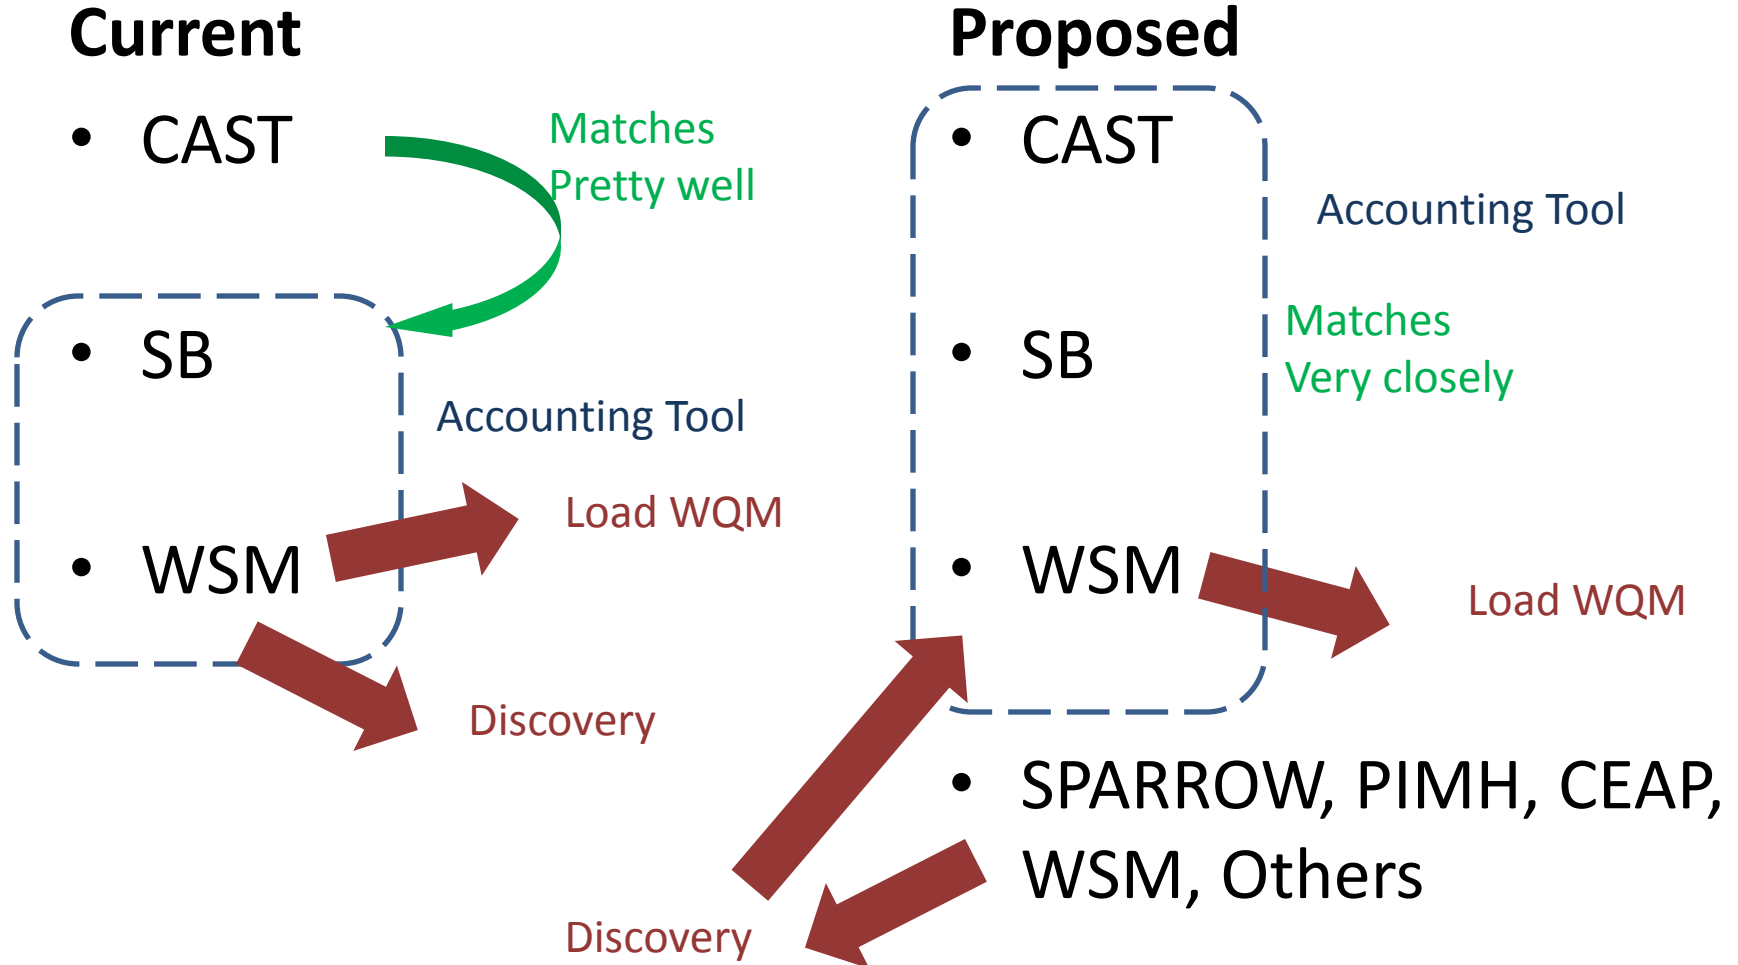 Current
• CAST
Matches
Pretty well
• SB
Accounting Tool
• WSM
Load WQM
Discovery
Proposed
• CAST
Accounting Tool
• SB
Matches
Very closely
• WSM
Load WQM
• SPARROW, PIMH, CEAP,
WSM, Others
Discovery